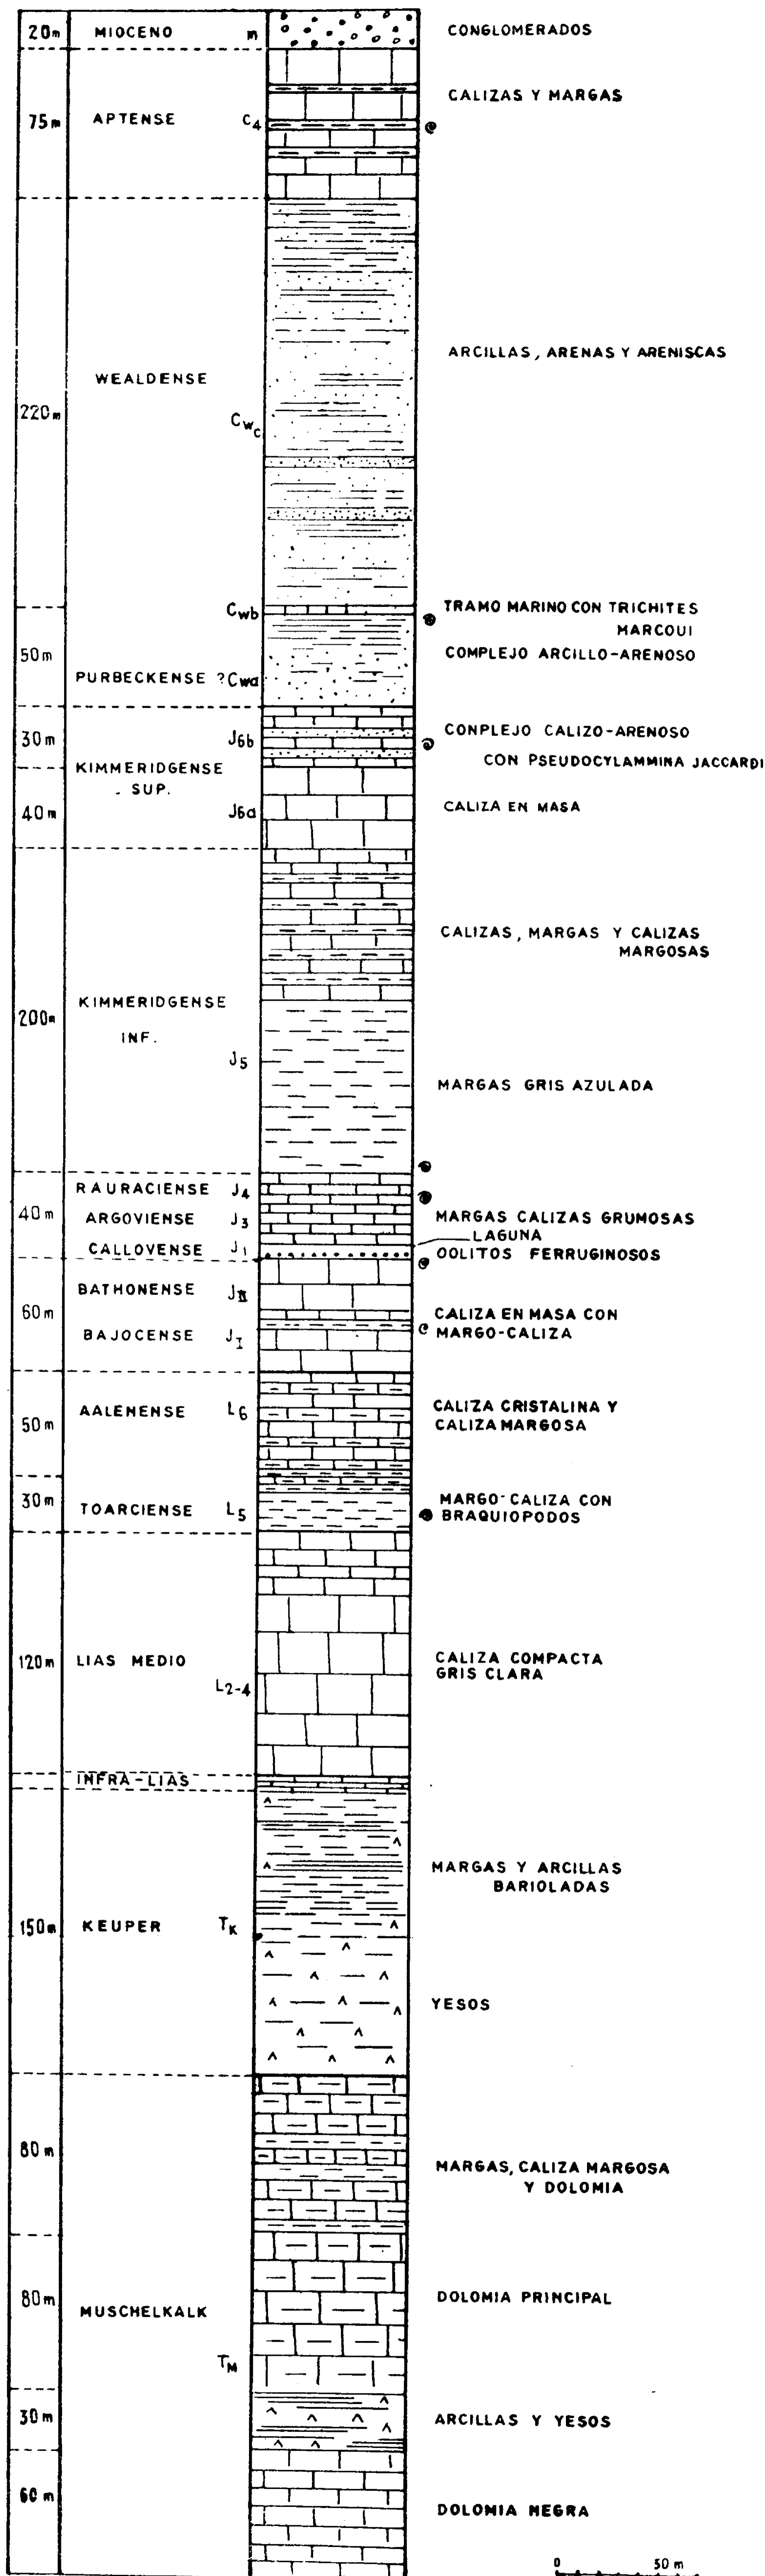 20m MIOCENO m CONGLOMERADOS
CALIZAS Y MARGAS
75m APTENSE C4
ARCILLAS, ARENAS Y ARENISCAS
WEALDENSE
220m CwC
Cwb TRAMO MARINO CON TRICHITES
MARCOUI
50m COMPLEJO ARCILLO-ARENOSO
PURBECKENSE ? Cwa
30m J6b CONPLEJO CALIZO-ARENOSO
CON PSEUDOCYLAMMINA JACCARDI
KIMMERIDGENSE
SUP.
40m J6a CALIZA EN MASA
CALIZAS, MARGAS Y CALIZAS
MARGOSAS
KIMMERIDGENSE
200m
INF.
J5
MARGAS GRIS AZULADA
RAURACIENSE J4
40m ARGOVIENSE J3 MARGAS CALIZAS GRUMOSAS
LAGUNA
CALLOVENSE J1 OOLITOS FERRUGINOSOS
BATHONENSE JII
60m CALIZA EN MASA CON
BAJOCENSE JI MARGO-CALIZA
AALENENSE L6 CALIZA CRISTALINA Y
50m CALIZA MARGOSA
30m MARGO-CALIZA CON
TOARCIENSE L5 BRAQUIOPODOS
120m LIAS MEDIO CALIZA COMPACTA
GRIS CLARA
L2-4
INFRA-LIAS
MARGAS Y ARCILLAS
BARIOLADAS
150m KEUPER TK
YESOS
80m MARGAS, CALIZA MARGOSA
Y DOLOMIA
80m DOLOMIA PRINCIPAL
MUSCHELKALK
TM
30m ARCILLAS Y YESOS
60m DOLOMIA NEGRA
0 50 m